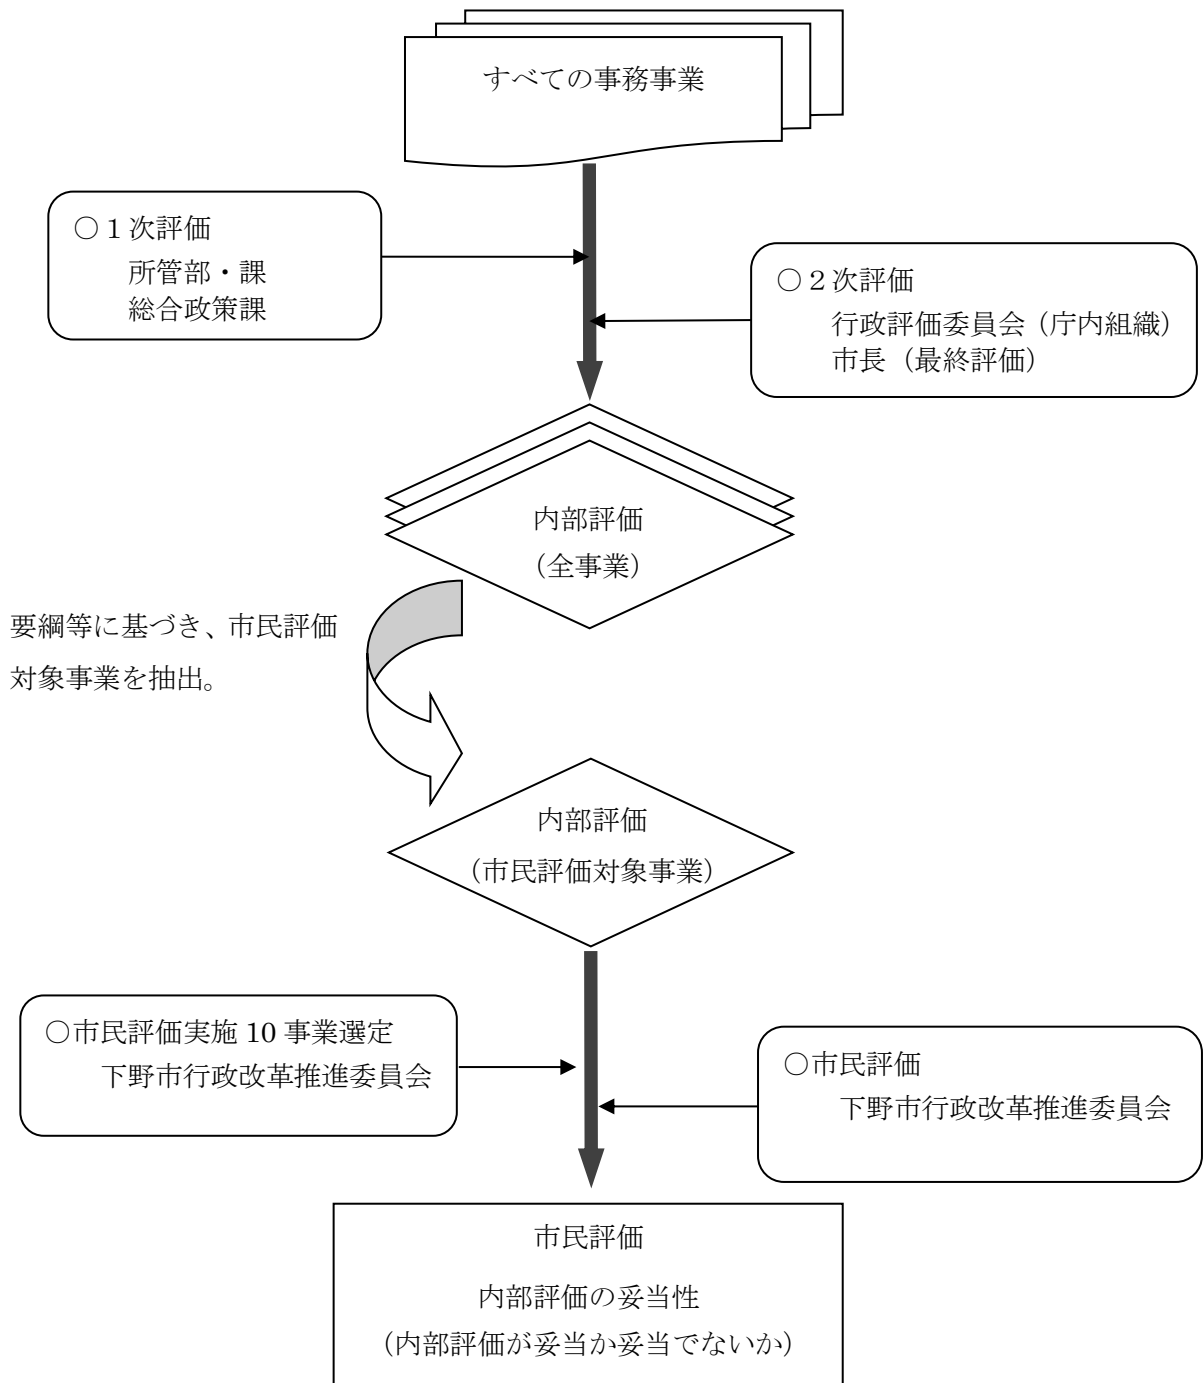 すべての事務事業
○１次評価
所管部・課
総合政策課
○２次評価
行政評価委員会（庁内組織）
市長（最終評価）
内部評価
（全事業）
要綱等に基づき、市民評価
対象事業を抽出。
内部評価
（市民評価対象事業）
○市民評価実施 10 事業選定
下野市行政改革推進委員会
○市民評価
下野市行政改革推進委員会
市民評価
内部評価の妥当性
（内部評価が妥当か妥当でないか）